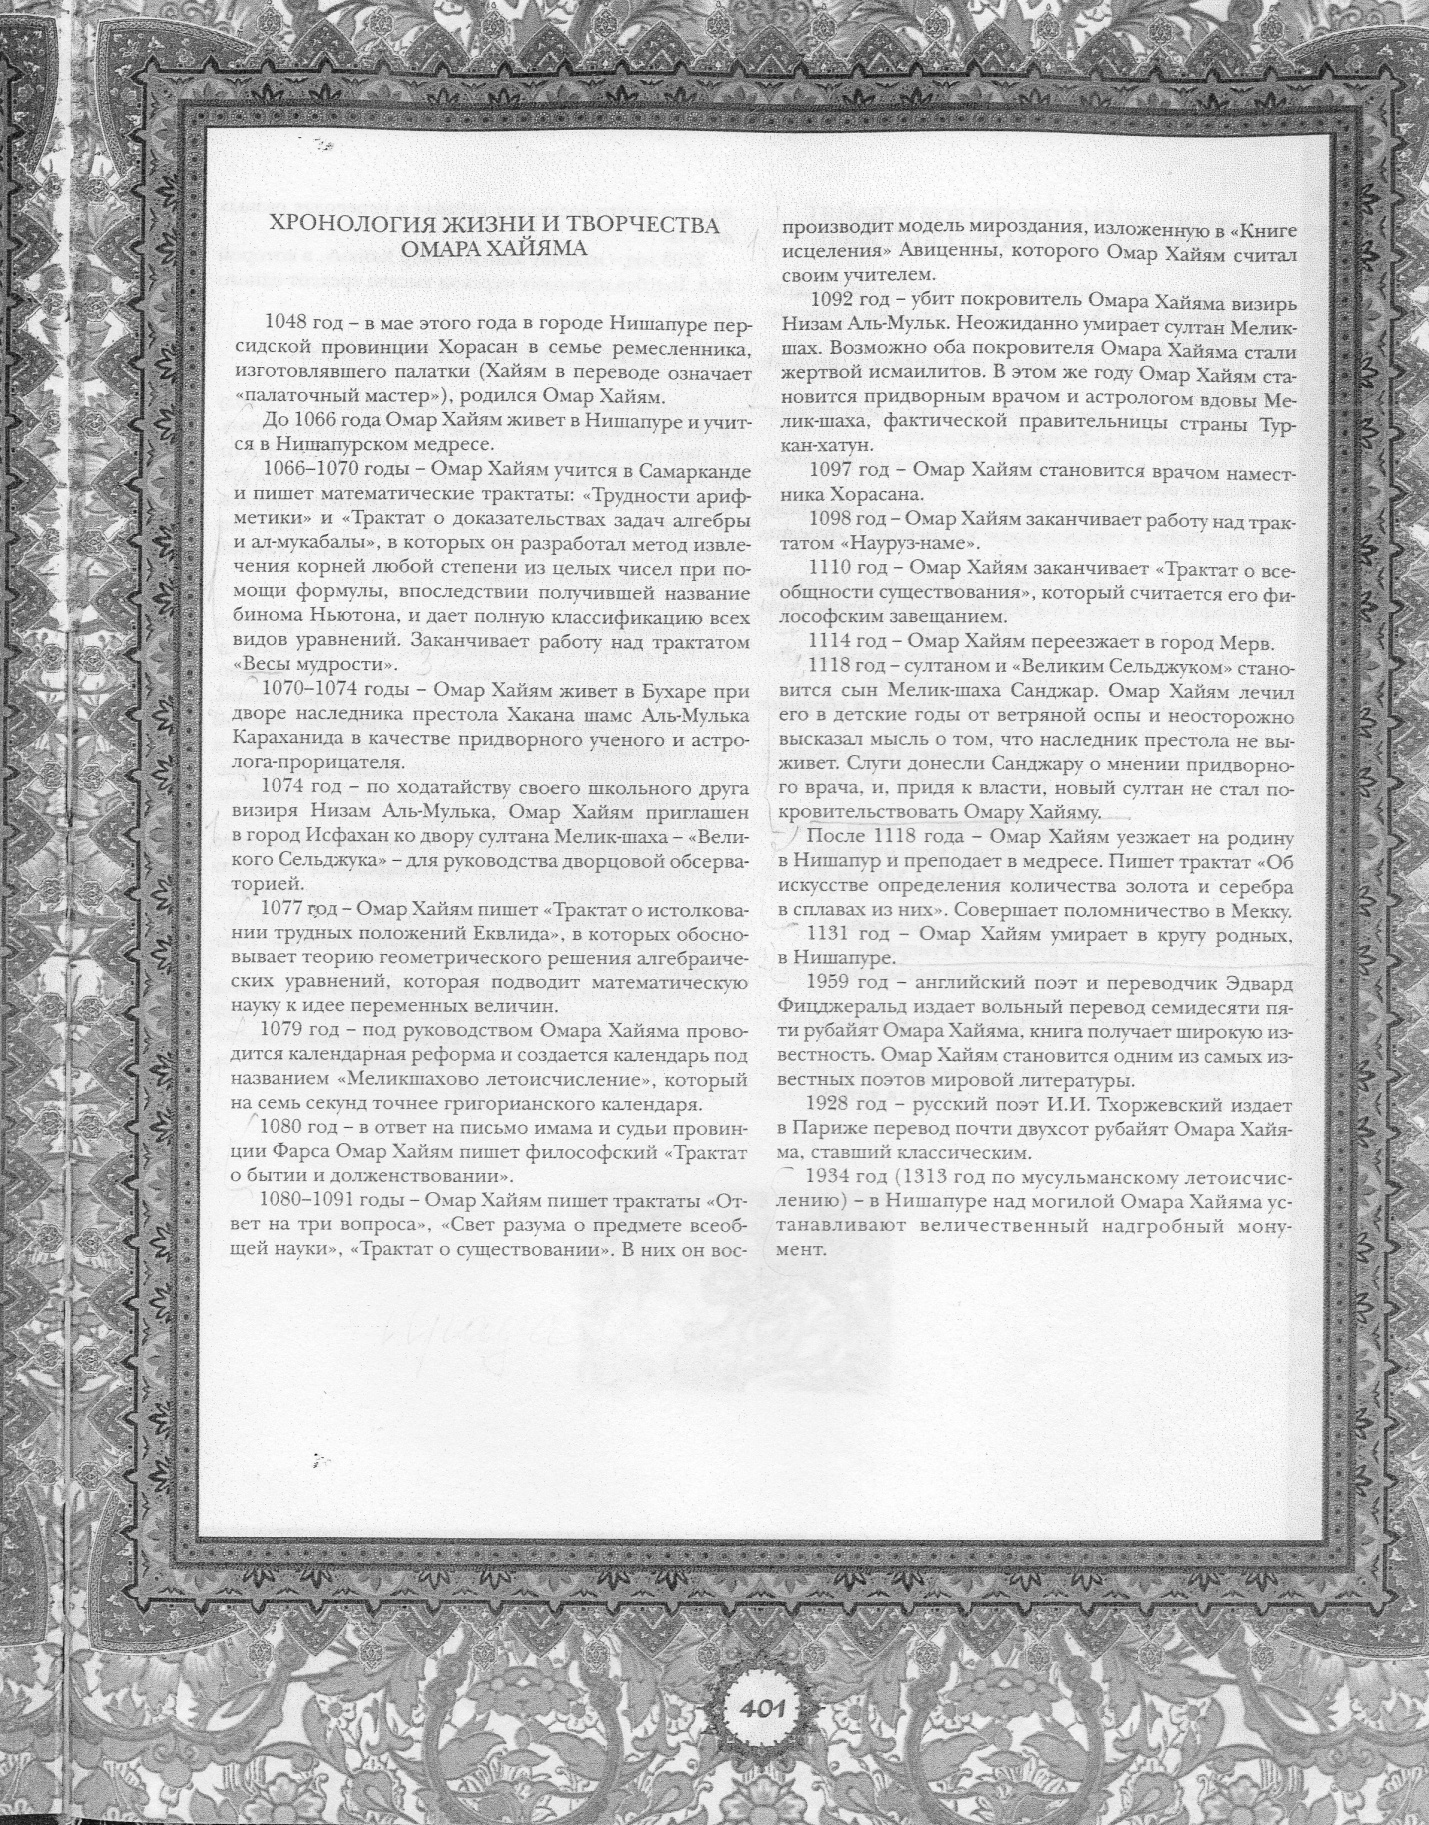 ХРОНОЛОГИЯ ЖИЗНИ И ТВОРЧЕСТВА
ОМАРА ХАЙЯМА
1048 год – в мае этого года в городе Нишапуре пер-
сидской провинции Хорасан в семье ремесленника,
изготовлявшего палатки (Хайям в переводе означает
«палаточный мастер»), родился Омар Хайям.
До 1066 года Омар Хайям живет в Нишапуре и учит-
ся в Нишапурском медресе.
1066–1070 годы – Омар Хайям учится в Самарканде
и пишет математические трактаты: «Трудности ариф-
метики» и «Трактат о доказательствах задач алгебры
и ал-мукабалы», в которых он разработал метод извле-
чения корней любой степени из целых чисел при по-
мощи формулы, впоследствии получившей название
бинома Ньютона, и дает полную классификацию всех
видов уравнений. Заканчивает работу над трактатом
«Весы мудрости».
1070–1074 годы – Омар Хайям живет в Бухаре при
дворе наследника престола Хакана шамс Аль-Мулька
Караханида в качестве придворного ученого и астро-
лога-прорицателя.
1074 год – по ходатайству своего школьного друга
визиря Низам Аль-Мулька, Омар Хайям приглашен
в город Исфахан ко двору султана Мелик-шаха – «Вели-
кого Сельджука» – для руководства дворцовой обсерва-
торией.
1077 год – Омар Хайям пишет «Трактат о истолкова-
нии трудных положений Евклида», в которых обосно-
вывает теорию геометрического решения алгебраиче-
ских уравнений, которая подводит математическую
науку к идее переменных величин.
1079 год – под руководством Омара Хайяма прово-
дится календарная реформа и создается календарь под
названием «Меликшахово летоисчисление», который
на семь секунд точнее григорианского календаря.
1080 год – в ответ на письмо имама и судьи провин-
ции Фарса Омар Хайям пишет философский «Трактат
о бытии и долженствовании».
1080–1091 годы – Омар Хайям пишет трактаты «От-
вет на три вопроса», «Свет разума о предмете всеоб-
щей науки», «Трактат о существовании». В них он вос-
производит модель мироздания, изложенную в «Книге
исцеления» Авиценны, которого Омар Хайям считал
своим учителем.
1092 год – убит покровитель Омара Хайяма визирь
Низам Аль-Мульк. Неожиданно умирает султан Мелик-
шах. Возможно оба покровителя Омара Хайяма стали
жертвой исмаилитов. В этом же году Омар Хайям ста-
новится придворным врачом и астрологом вдовы Ме-
лик-шаха, фактической правительницы страны Тур-
кан-хатун.
1097 год – Омар Хайям становится врачом намест-
ника Хорасана.
1098 год – Омар Хайям заканчивает работу над трак-
татом «Науруз-наме».
1110 год – Омар Хайям заканчивает «Трактат о все-
общности существования», который считается его фи-
лософским завещанием.
1114 год – Омар Хайям переезжает в город Мерв.
1118 год – султаном и «Великим Сельджуком» стано-
вится сын Мелик-шаха Санджар. Омар Хайям лечил
его в детские годы от ветряной оспы и неосторожно
высказал мысль о том, что наследник престола не вы-
живет. Слуги донесли Санджару о мнении придворно-
го врача, и, придя к власти, новый султан не стал по-
кровительствовать Омару Хайяму.
После 1118 года – Омар Хайям уезжает на родину
в Нишапур и преподает в медресе. Пишет трактат «Об
искусстве определения количества золота и серебра
в сплавах из них». Совершает поломничество в Мекку.
1131 год – Омар Хайям умирает в кругу родных,
в Нишапуре.
1959 год – английский поэт и переводчик Эдвард
Фицджеральд издает вольный перевод семидесяти пя-
ти рубайят Омара Хайяма, книга получает широкую из-
вестность. Омар Хайям становится одним из самых из-
вестных поэтов мировой литературы.
1928 год – русский поэт И.И. Тхоржевский издает
в Париже перевод почти двухсот рубайят Омара Хайя-
ма, ставший классическим.
1934 год (1313 год по мусульманскому летоисчис-
лению) – в Нишапуре над могилой Омара Хайяма ус-
танавливают величественный надгробный мону-
мент.
401